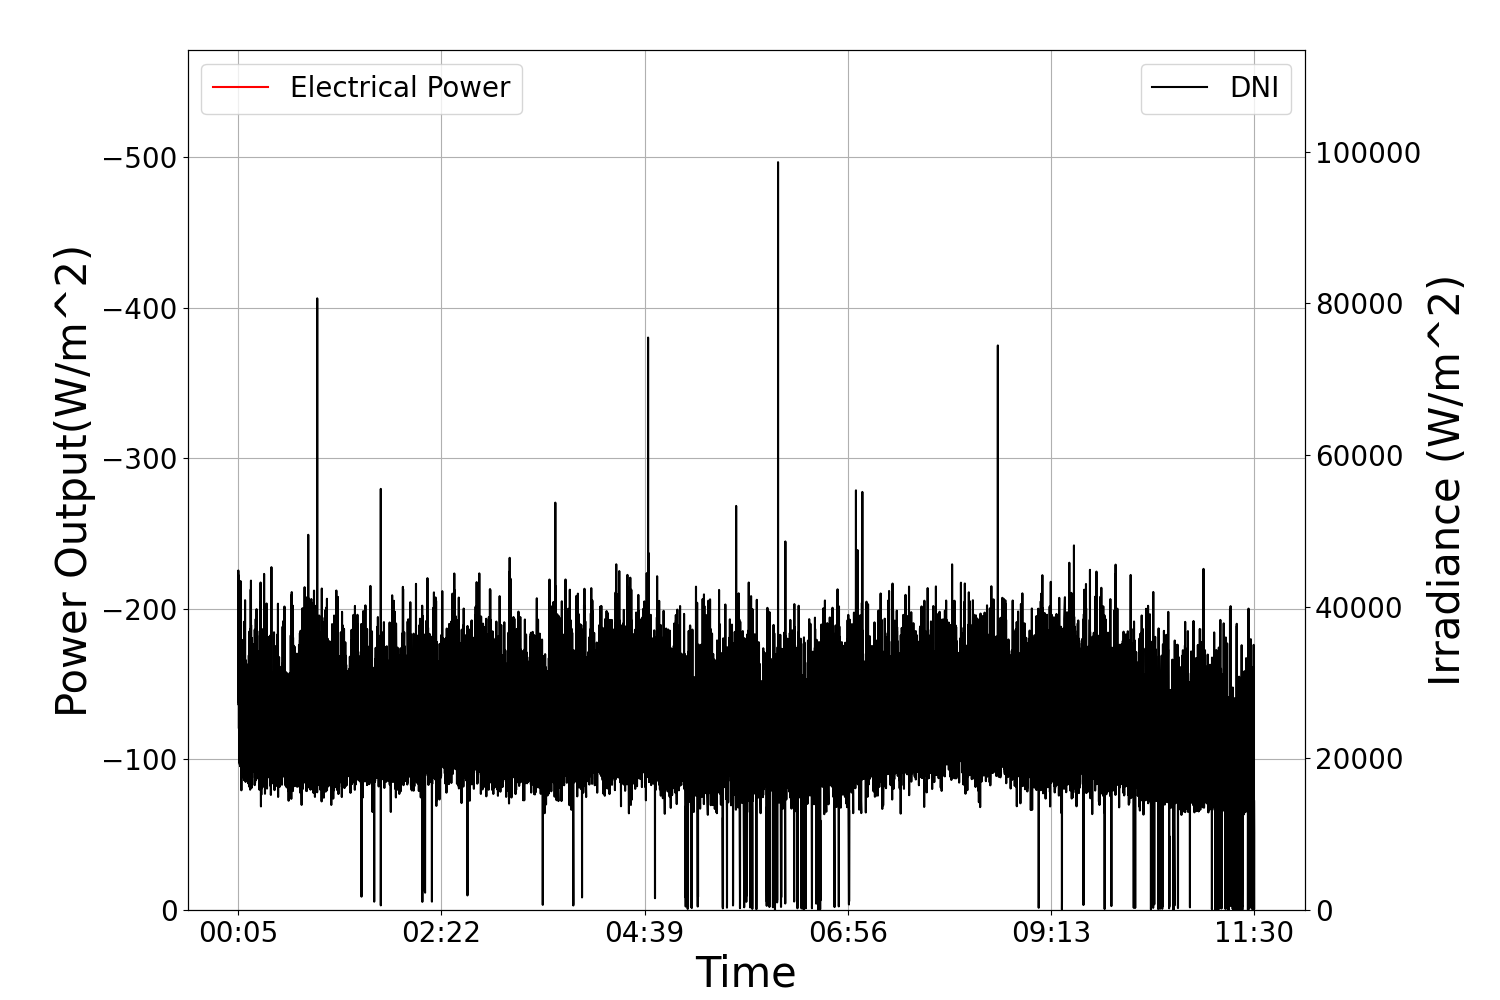 Electrical Power
DNI
−500
−400
−300
−200
−100
0
100000
80000
60000
40000
20000
0
00:05 02:22 04:39 06:56 09:13 11:30
Time
Power Output(W/m^2)
Irradiance (W/m^2)